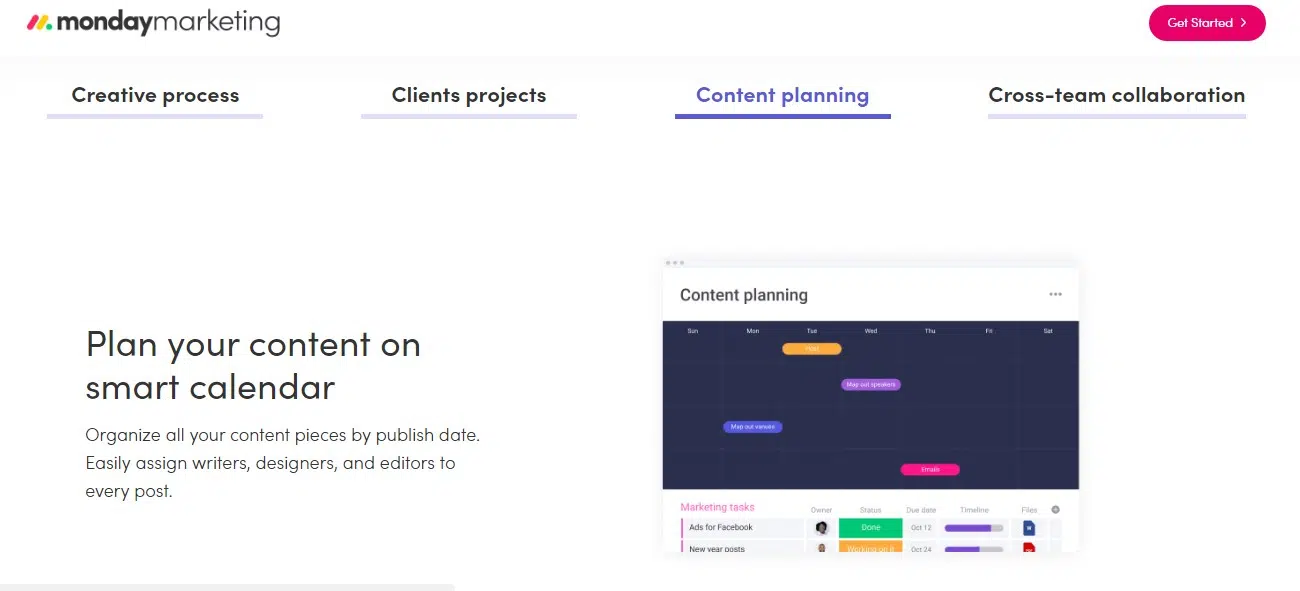 mondaymarketing
Get Started
Creative process
Clients projects
Content planning
Cross-team collaboration
Plan your content on
smart calendar
Organize all your content pieces by publish date.
Easily assign writers, designers, and editors to
every post.
Content planning
Sun Mon Tue Wed Thu Fri Sat
Map out speakers
Map out venues
Emails
Marketing tasks Owner Status Due date Timeline Files
Ads for Facebook Done Oct 12
New year posts Working on it Oct 24